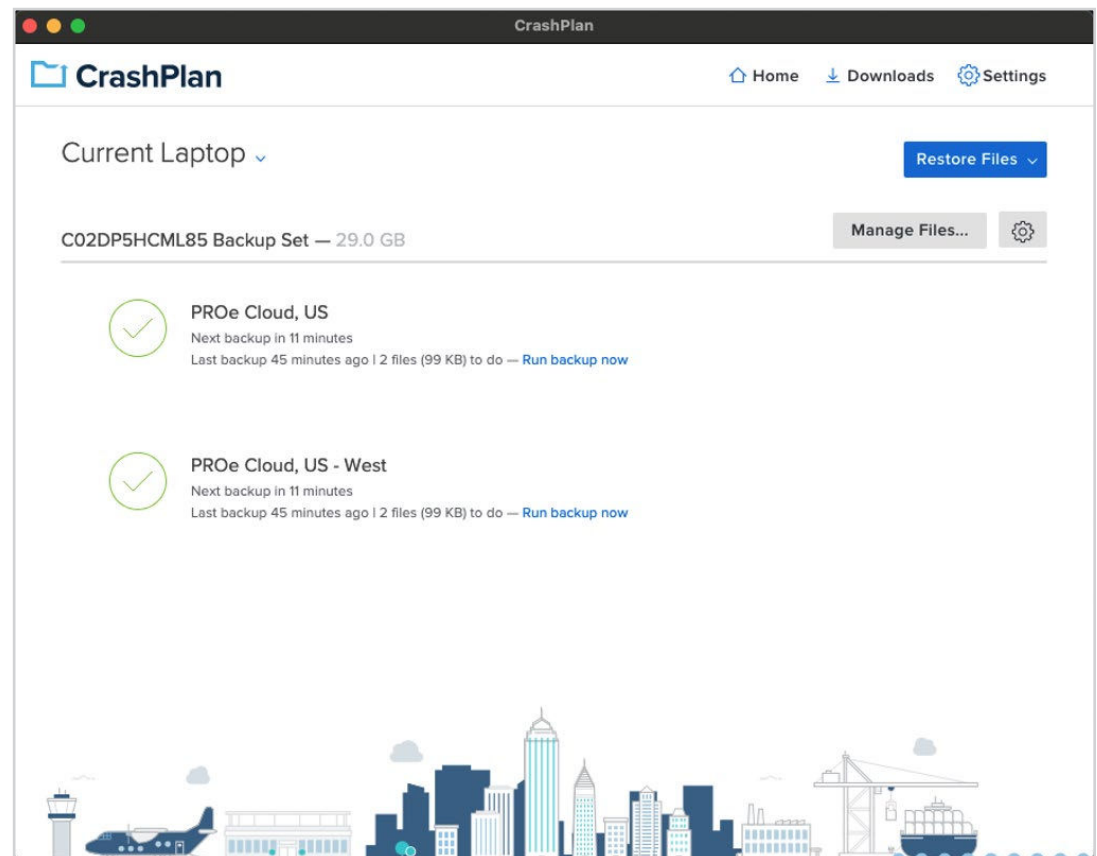 CrashPlan
CrashPlan
Home Downloads Settings
Current Laptop
Restore Files
C02DP5HCML85 Backup Set — 29.0 GB
Manage Files...
PROe Cloud, US
Next backup in 11 minutes
Last backup 45 minutes ago | 2 files (99 KB) to do — Run backup now
PROe Cloud, US - West
Next backup in 11 minutes
Last backup 45 minutes ago | 2 files (99 KB) to do — Run backup now